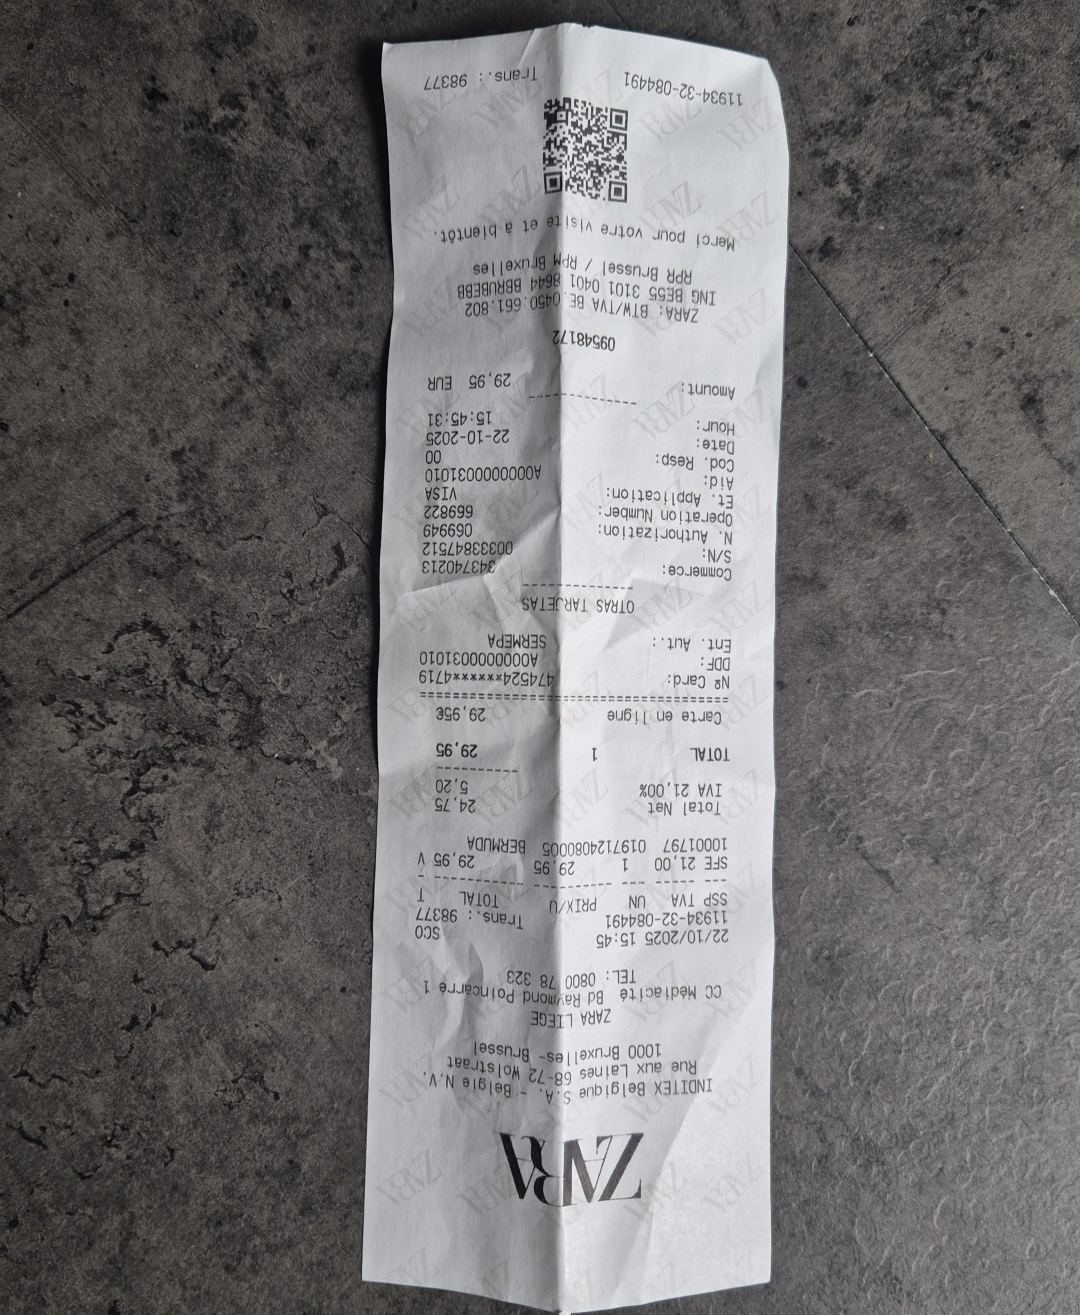 ZARA
INDITEX Belgique S.A. - Belgie N.V.
Rue aux Laines 68-72 Wolstraat
1000 Bruxelles- Brussel
ZARA LIEGE
CC Médiacité Bd Raymond Poincarré 1
TEL: 0800 78 323
22/10/2025 15:45 SCO
11934-32-084491 Trans.: 98377
SSP TVA UN PRIX/U TOTAL T
SFE 21,00 1 29,95 29,95 V
10001797 0197124080005 BERMUDA
Total Net 24,75
IVA 21,00% 5,20
TOTAL 1 29,95
Carte en ligne 29,95€
Nº Card: 474524******4719
DDF: A0000000031010
Ent. Aut.: SERMEPA
OTRAS TARJETAS
Commerce: 343740213
S/N: 00333847512
N. Authorization: 059949
Operation Number: 669822
Et. Application: VISA
Aid: A0000000031010
Cod. Resp: 00
Date: 22-10-2025
Hour: 15:45:31
Amount: 29,95 EUR
09548172
ZARA: BTW/TVA BE.0450.661.802
ING BE55 3101 0401 8644 BBRUBEBB
RPR Brussel / RPM Bruxelles
Merci pour votre visite et à bientôt.
11934-32-084491 Trans.: 98377